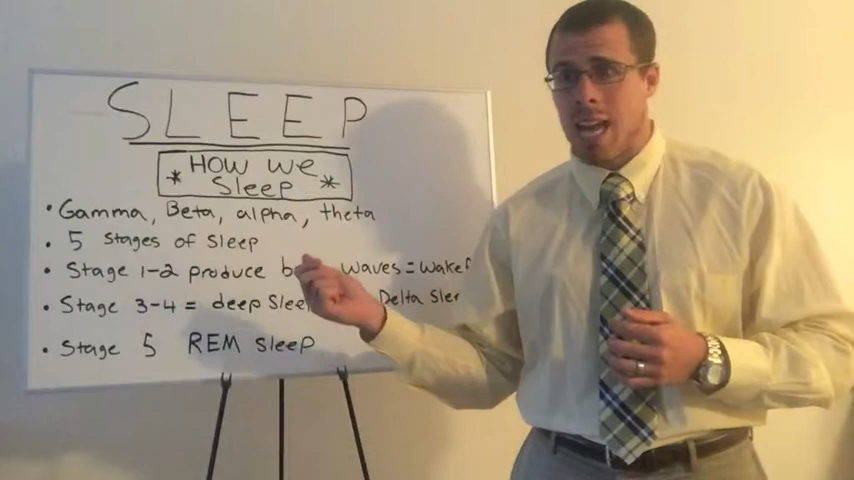 SLEEP
* How we
Sleep *
• Gamma, Beta, alpha, theta
• 5 stages of Sleep
• Stage 1-2 produce waves =
• Stage 3-4 = deep Delta
• Stage 5 REM sleep